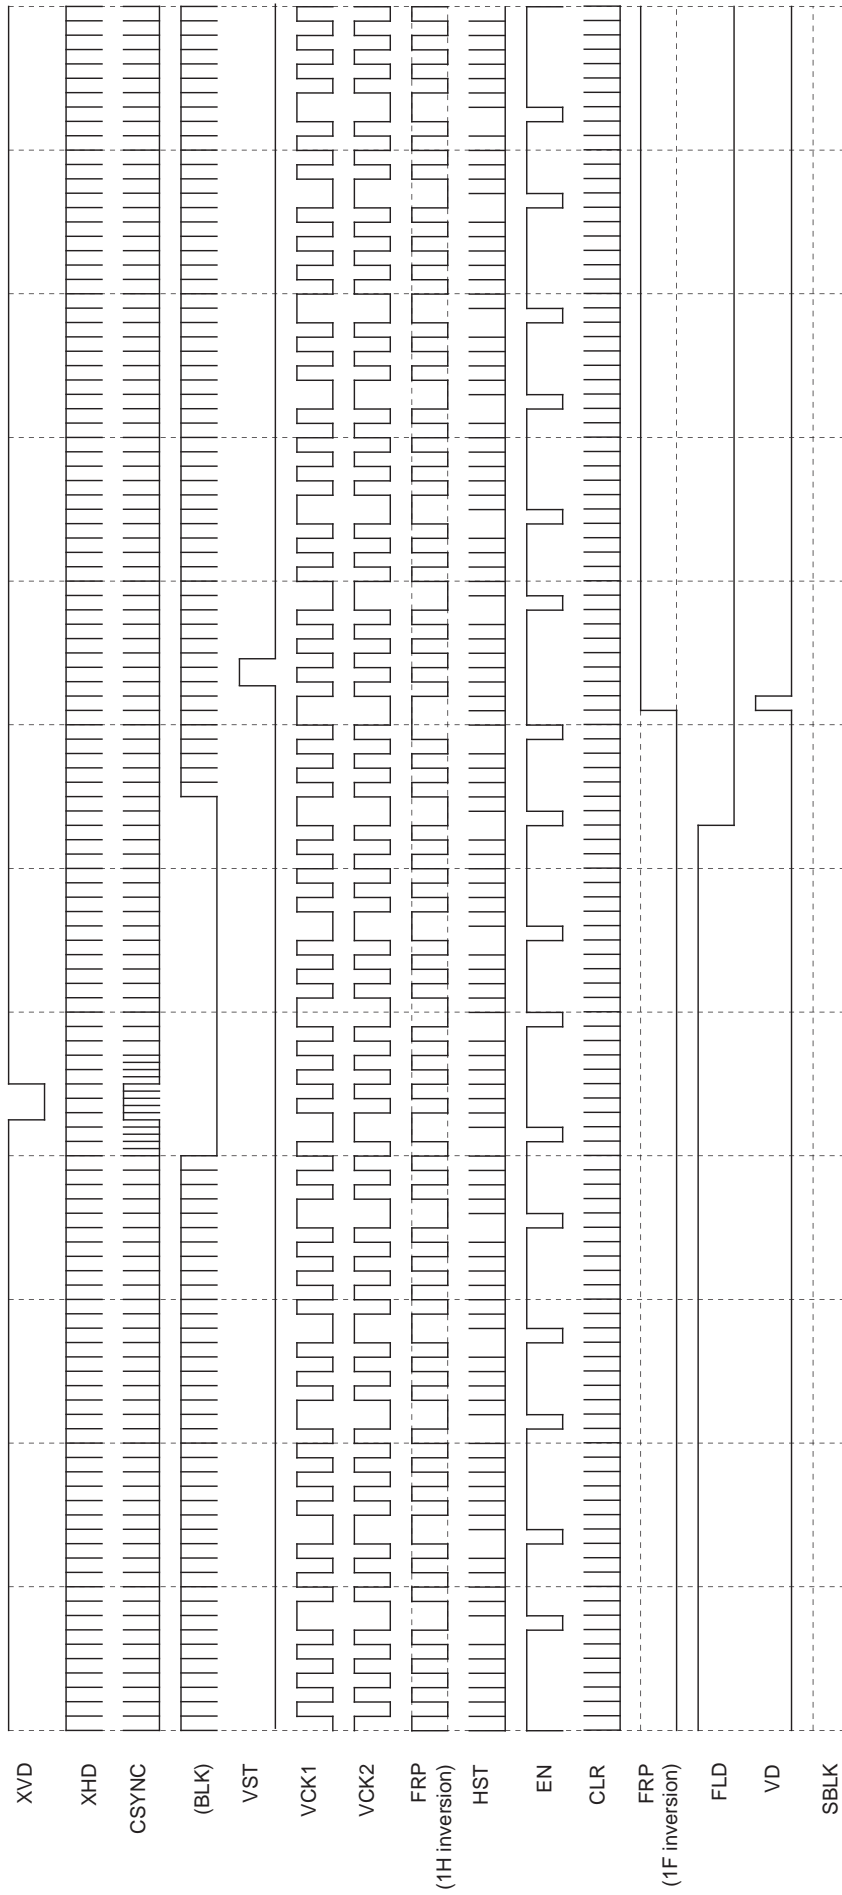 XVD
XHD
CSYNC
(BLK)
VST
VCK1
VCK2
FRP
(1H inversion)
HST
EN
CLR
FRP
(1F inversion)
FLD
VD
SBLK